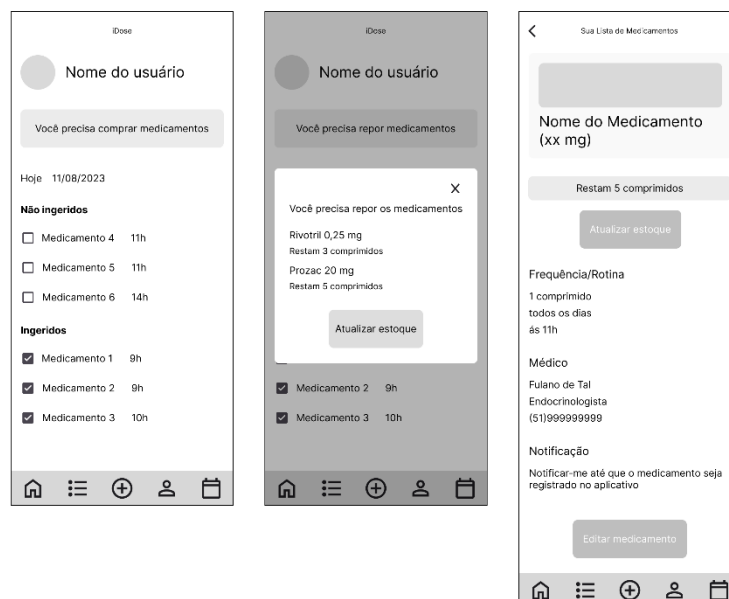 iDose
Nome do usuário
Você precisa comprar medicamentos
Hoje 11/08/2023
Não ingeridos
Medicamento 4 11h
Medicamento 5 11h
Medicamento 6 14h
Ingeridos
Medicamento 1 9h
Medicamento 2 9h
Medicamento 3 10h
iDose
Nome do usuário
Você precisa repor medicamentos
X
Você precisa repor os medicamentos
Rivotril 0,25 mg
Restam 3 comprimidos
Prozac 20 mg
Restam 5 comprimidos
Atualizar estoque
Medicamento 2 9h
Medicamento 3 10h
Sua Lista de Medicamentos
Nome do Medicamento
(xx mg)
Restam 5 comprimidos
Atualizar estoque
Frequência/Rotina
1 comprimido
todos os dias
ás 11h
Médico
Fulano de Tal
Endocrinologista
(51)999999999
Notificação
Notificar-me até que o medicamento seja
registrado no aplicativo
Editar medicamento